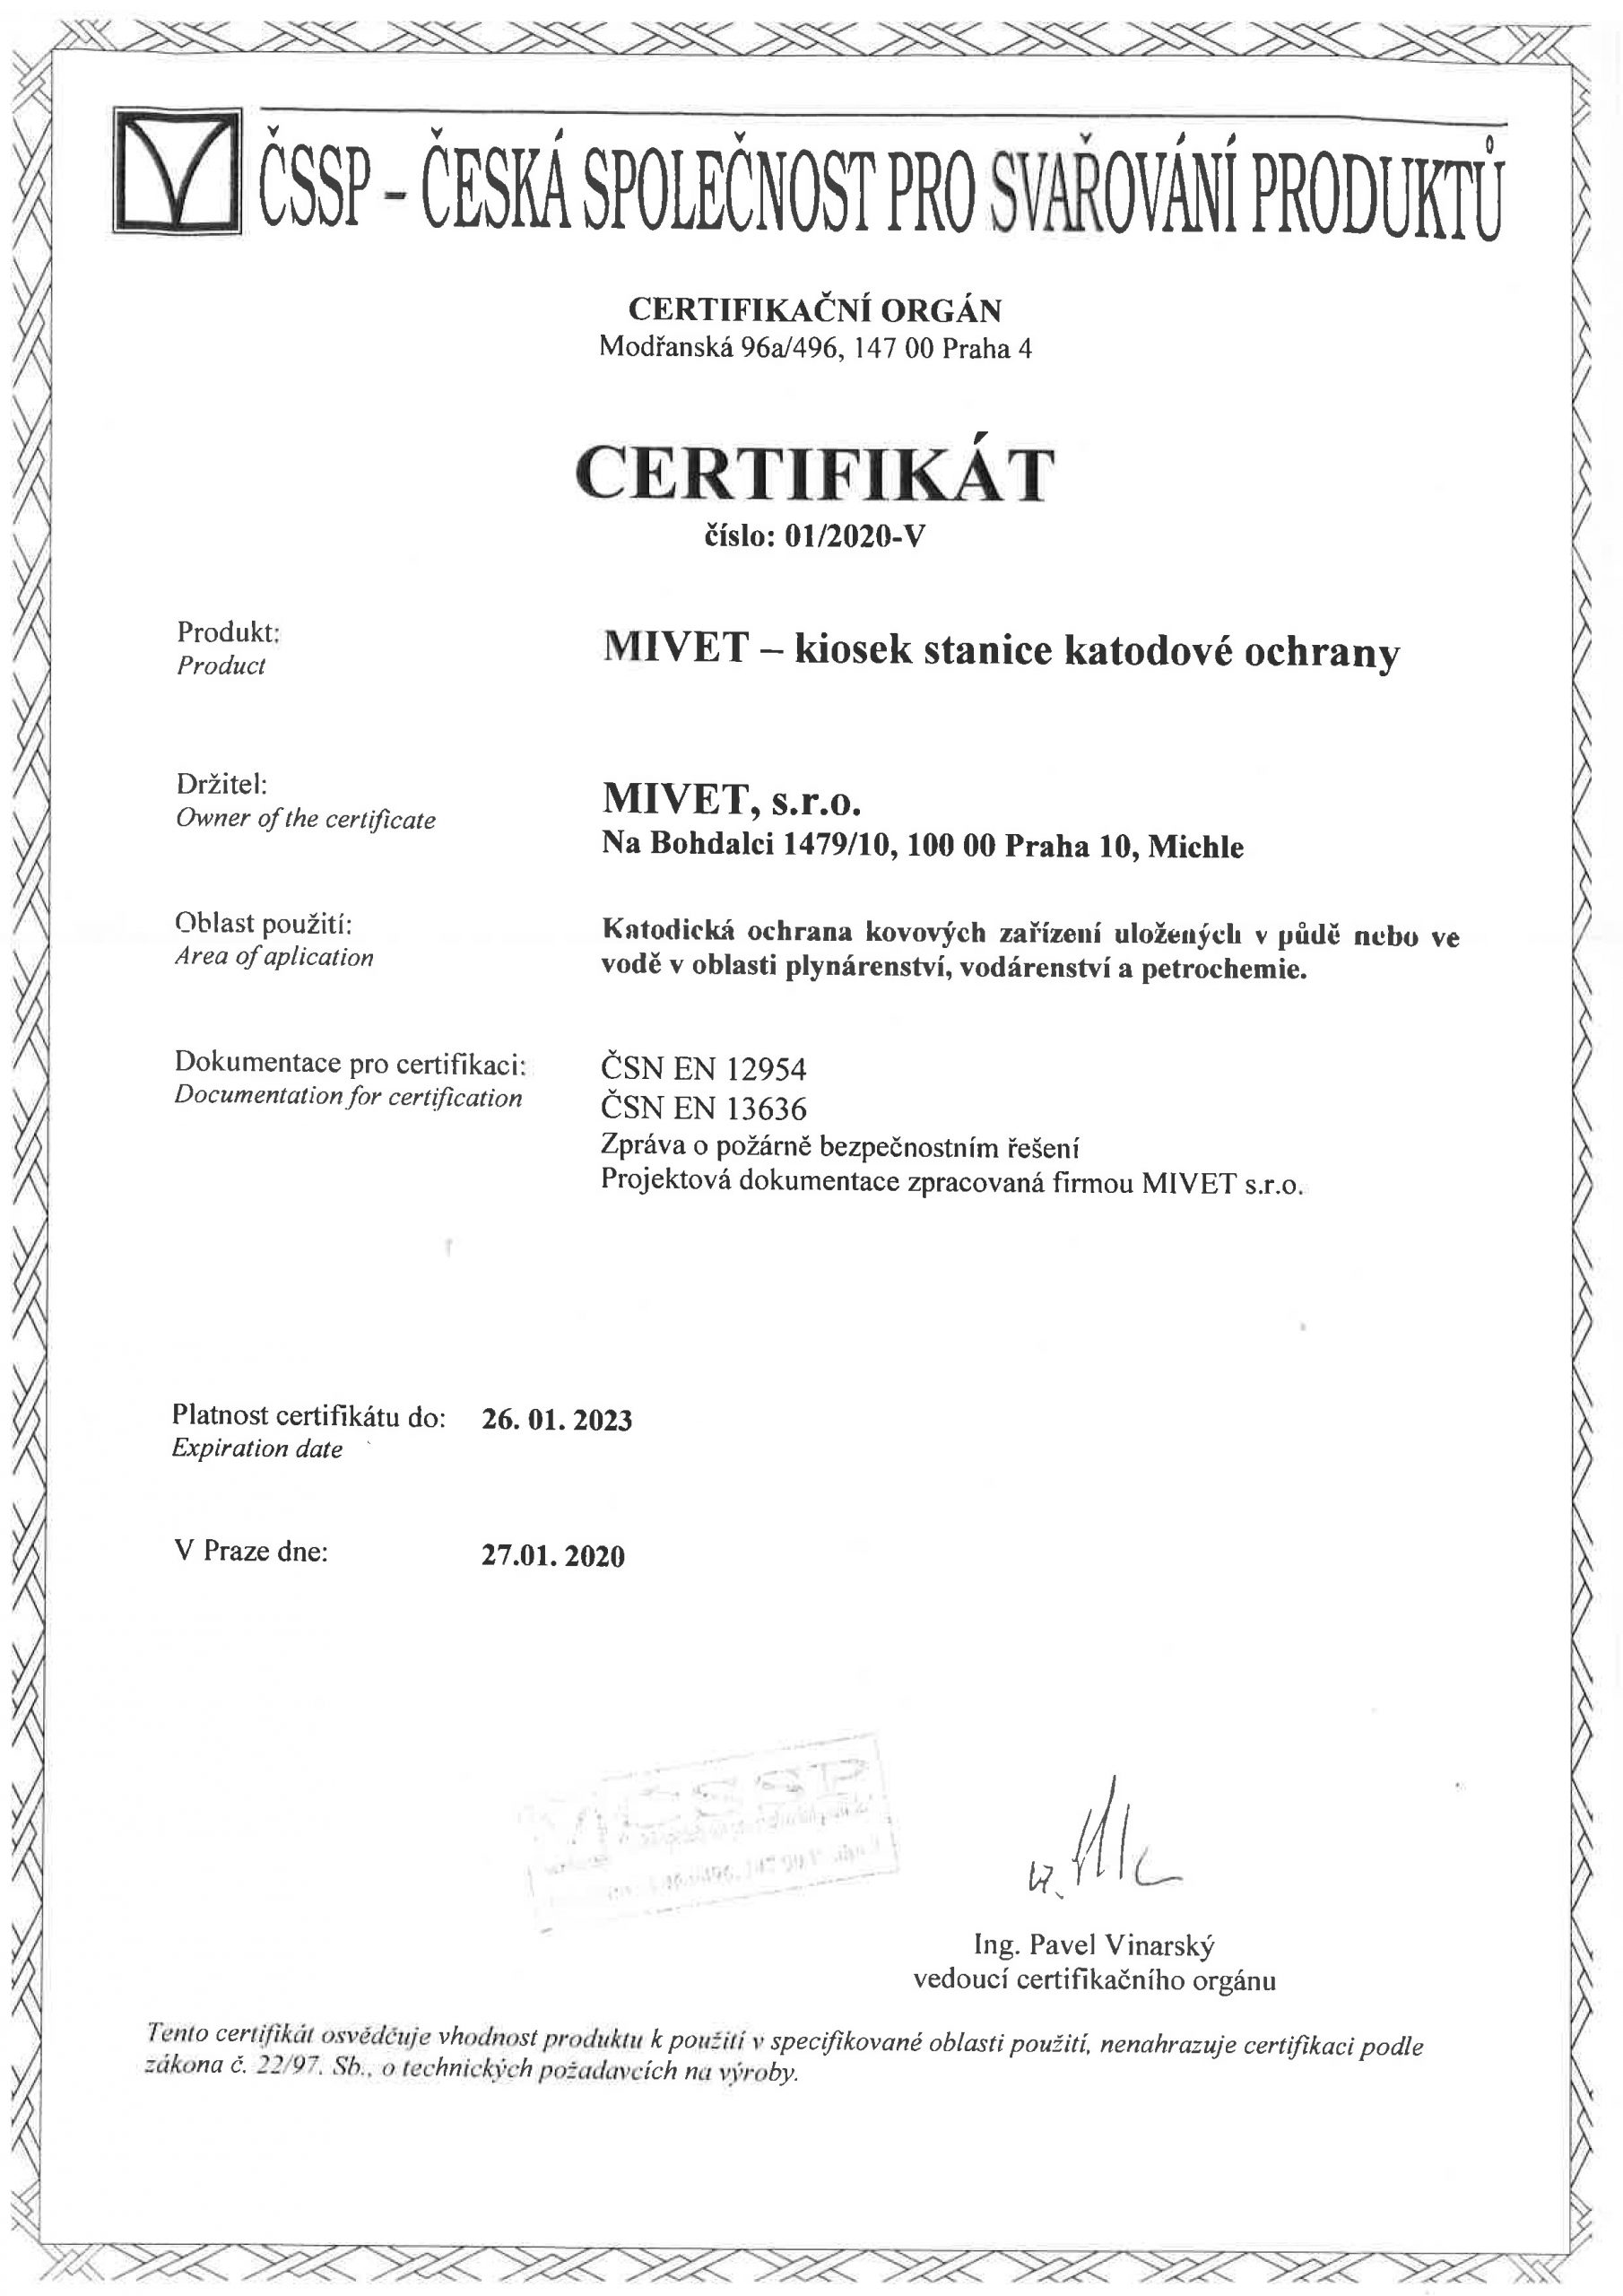 ČSSP – ČESKÁ SPOLEČNOST PRO SVAŘOVÁNÍ PRODUKTŮ
CERTIFIKAČNÍ ORGÁN
Modřanská 96a/496, 147 00 Praha 4
CERTIFIKÁT
číslo: 01/2020-V
Produkt:
Product
MIVET – kiosek stanice katodové ochrany
Držitel:
Owner of the certificate
MIVET, s.r.o.
Na Bohdalci 1479/10, 100 00 Praha 10, Michle
Oblast použití:
Area of aplication
Katodická ochrana kovových zařízení uložených v půdě nebo ve
vodě v oblasti plynárenství, vodárenství a petrochemie.
Dokumentace pro certifikaci:
Documentation for certification
ČSN EN 12954
ČSN EN 13636
Zpráva o požárně bezpečnostním řešení
Projektová dokumentace zpracovaná firmou MIVET s.r.o.
Platnost certifikátu do: 26. 01. 2023
Expiration date
V Praze dne: 27.01. 2020
Ing. Pavel Vinarský
vedoucí certifikačního orgánu
Tento certifikát osvědčuje vhodnost produktu k použití v specifikované oblasti použití, nenahrazuje certifikaci podle
zákona č. 22/97. Sb., o technických požadavcích na výroby.